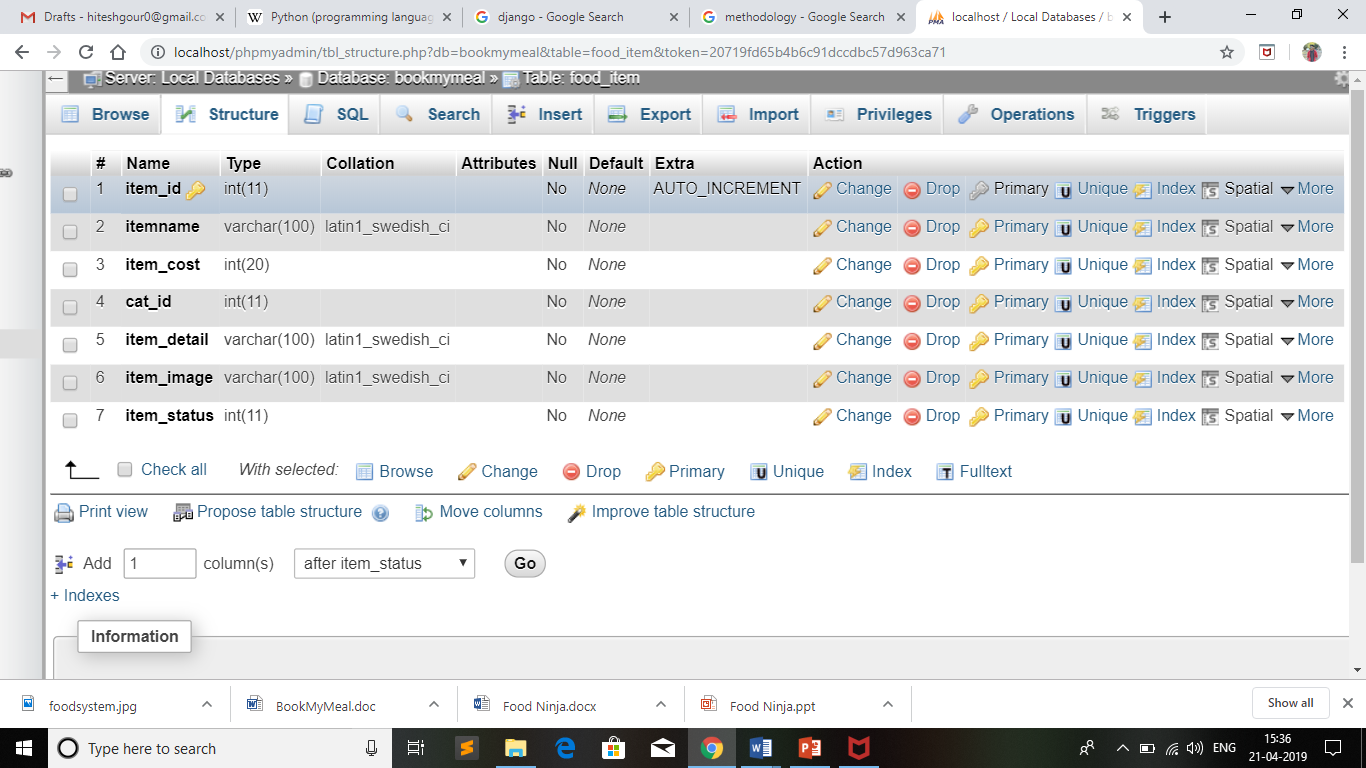 Drafts - hiteshgour0@gmail.co
Python (programming languag
django - Google Search
methodology - Google Search
localhost / Local Databases / b
localhost/phpmyadmin/tbl_structure.php?db=bookmymeal&table=food_item&token=20719fd65b4b6c91dccdbc57d963ca71
Server: Local Databases » Database: bookmymeal » Table: food_item
Browse Structure SQL Search Insert Export Import Privileges Operations Triggers
# Name Type Collation Attributes Null Default Extra Action
1 item_id int(11) No None AUTO_INCREMENT Change Drop Primary Unique Index Spatial More
2 itemname varchar(100) latin1_swedish_ci No None Change Drop Primary Unique Index Spatial More
3 item_cost int(20) No None Change Drop Primary Unique Index Spatial More
4 cat_id int(11) No None Change Drop Primary Unique Index Spatial More
5 item_detail varchar(100) latin1_swedish_ci No None Change Drop Primary Unique Index Spatial More
6 item_image varchar(100) latin1_swedish_ci No None Change Drop Primary Unique Index Spatial More
7 item_status int(11) No None Change Drop Primary Unique Index Spatial More
Check all With selected: Browse Change Drop Primary Unique Index Fulltext
Print view Propose table structure Move columns Improve table structure
Add 1 column(s) after item_status Go
+ Indexes
Information
foodsystem.jpg BookMyMeal.doc Food Ninja.docx Food Ninja.ppt Show all
Type here to search
ENG
15:36
21-04-2019